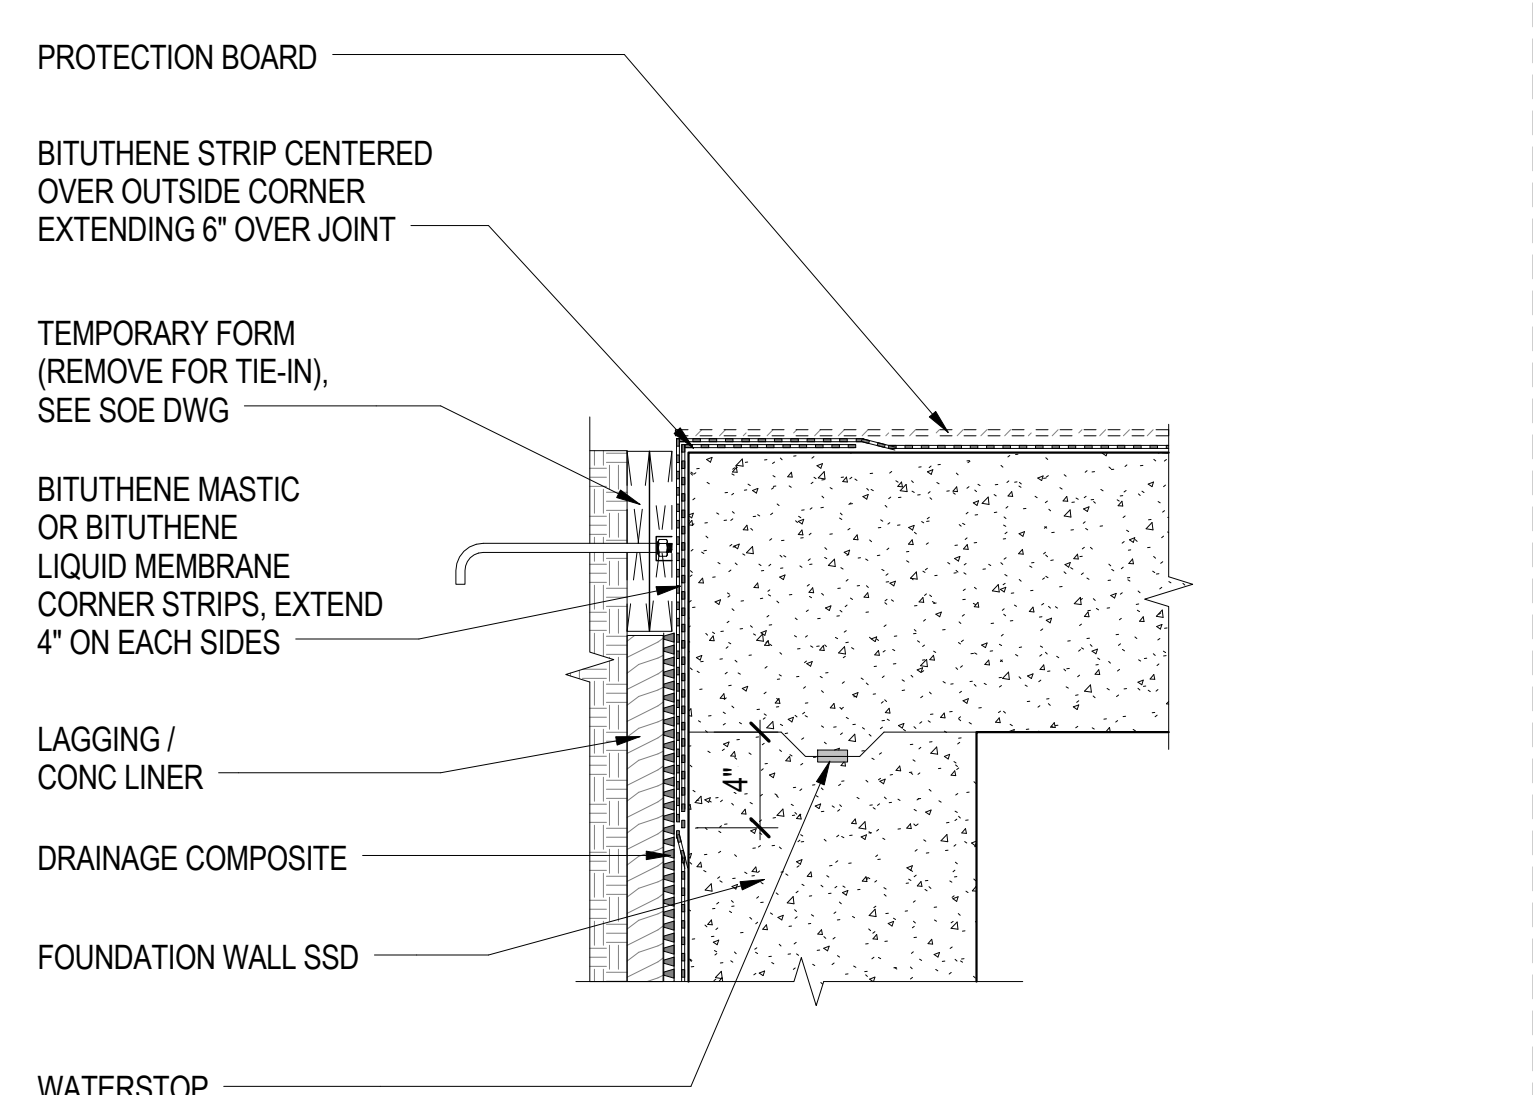 PROTECTION BOARD
BITUTHENE STRIP CENTERED
OVER OUTSIDE CORNER
EXTENDING 6" OVER JOINT
TEMPORARY FORM
(REMOVE FOR TIE-IN),
SEE SOE DWG
BITUTHENE MASTIC
OR BITUTHENE
LIQUID MEMBRANE
CORNER STRIPS, EXTEND
4" ON EACH SIDES
LAGGING /
CONC LINER
4"
DRAINAGE COMPOSITE
FOUNDATION WALL SSD
WATERSTOP